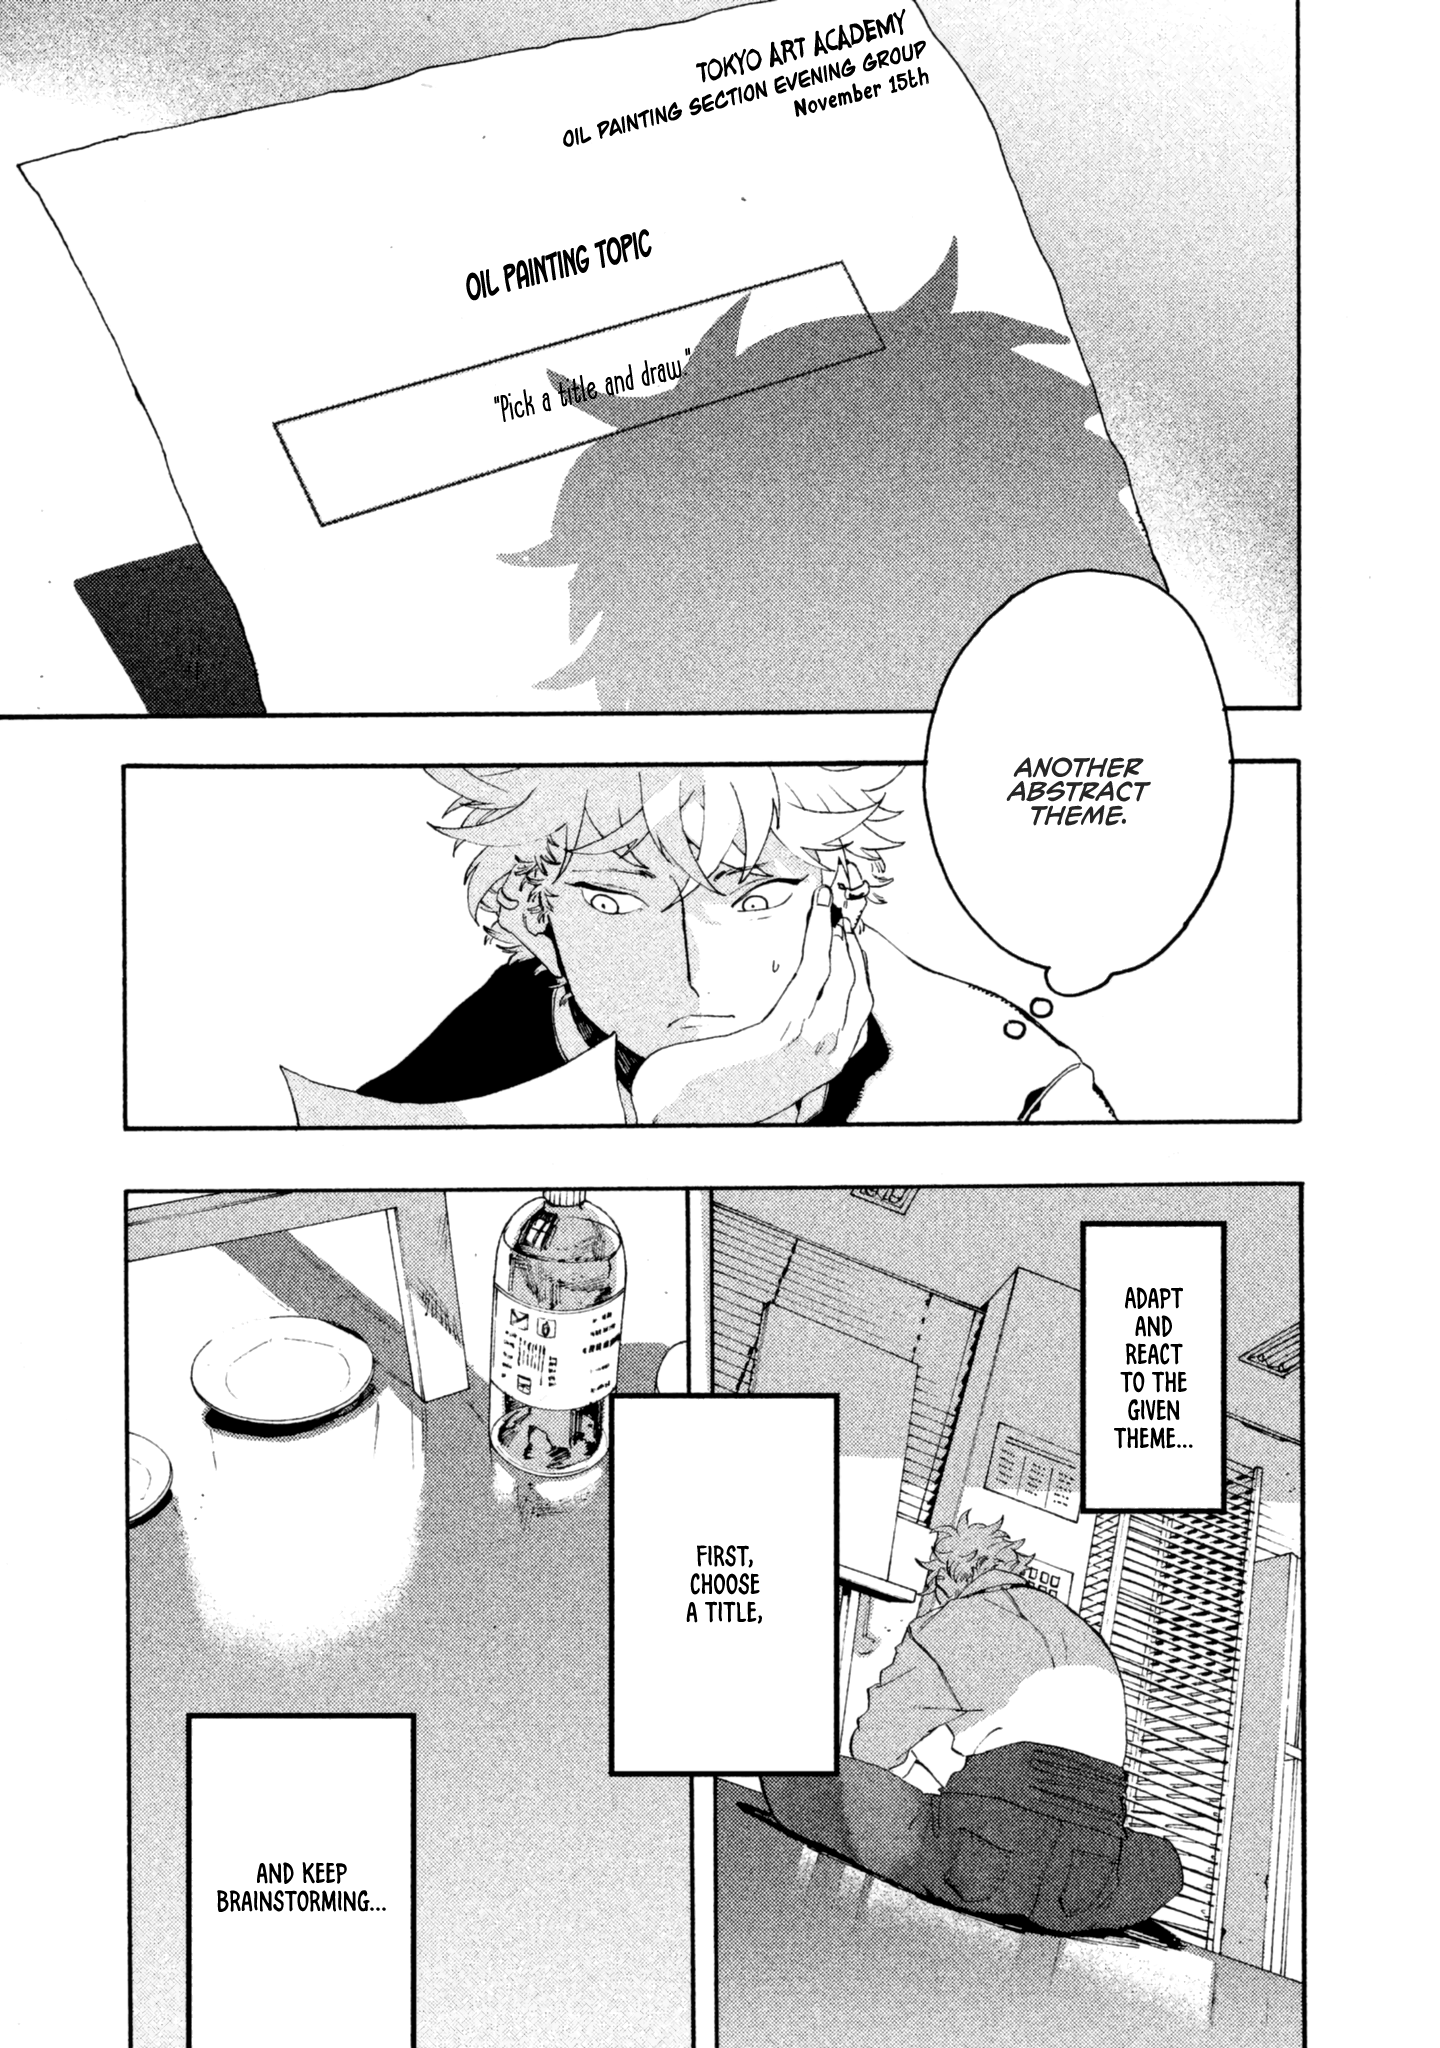 TOKYO ART ACADEMY
OIL PAINTING SECTION EVENING GROUP
November 15th
OIL PAINTING TOPIC
"Pick a title and draw."
ANOTHER
ABSTRACT
THEME.
ADAPT
AND
REACT
TO THE
GIVEN
THEME...
FIRST,
CHOOSE
A TITLE,
AND KEEP
BRAINSTORMING...